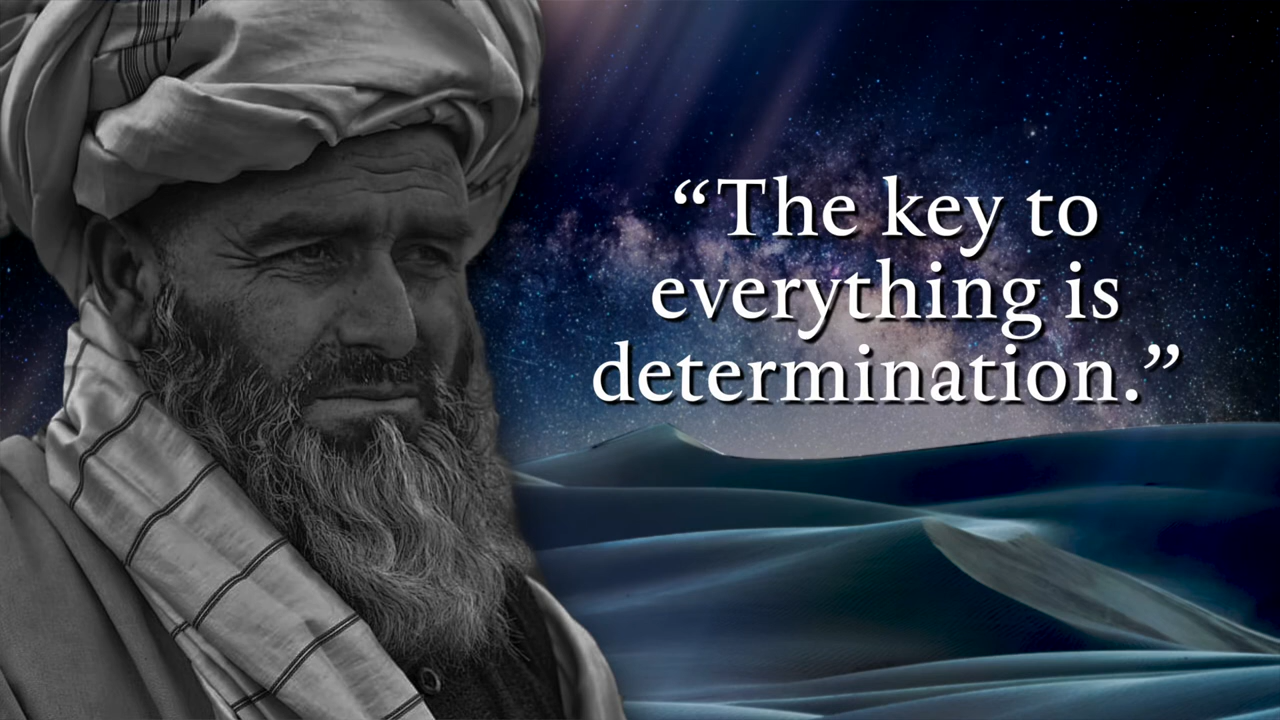 “The key to
everything is
determination.”